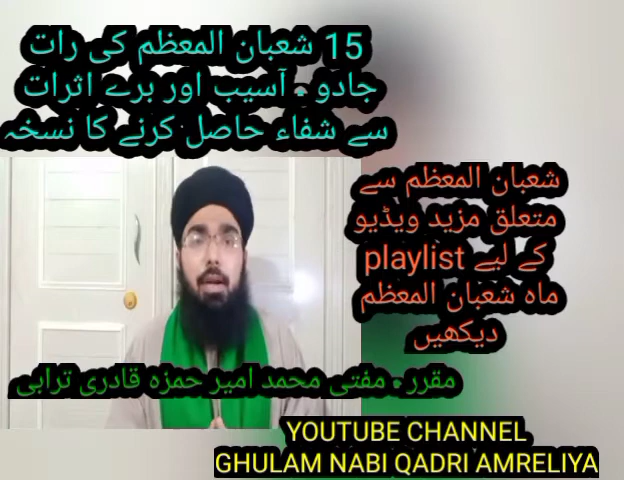 15 شعبان المعظم کی رات
جادو ۔ آسیب اور برے اثرات
سے شفاء حاصل کرنے کا نسخہ
شعبان المعظم سے
متعلق مزید ویڈیو
کے لیے playlist
ماہ شعبان المعظم
دیکھیں
مقرر ۔ مفتی محمد امیر حمزہ قادری ترابی
YOUTUBE CHANNEL
GHULAM NABI QADRI AMRELIYA